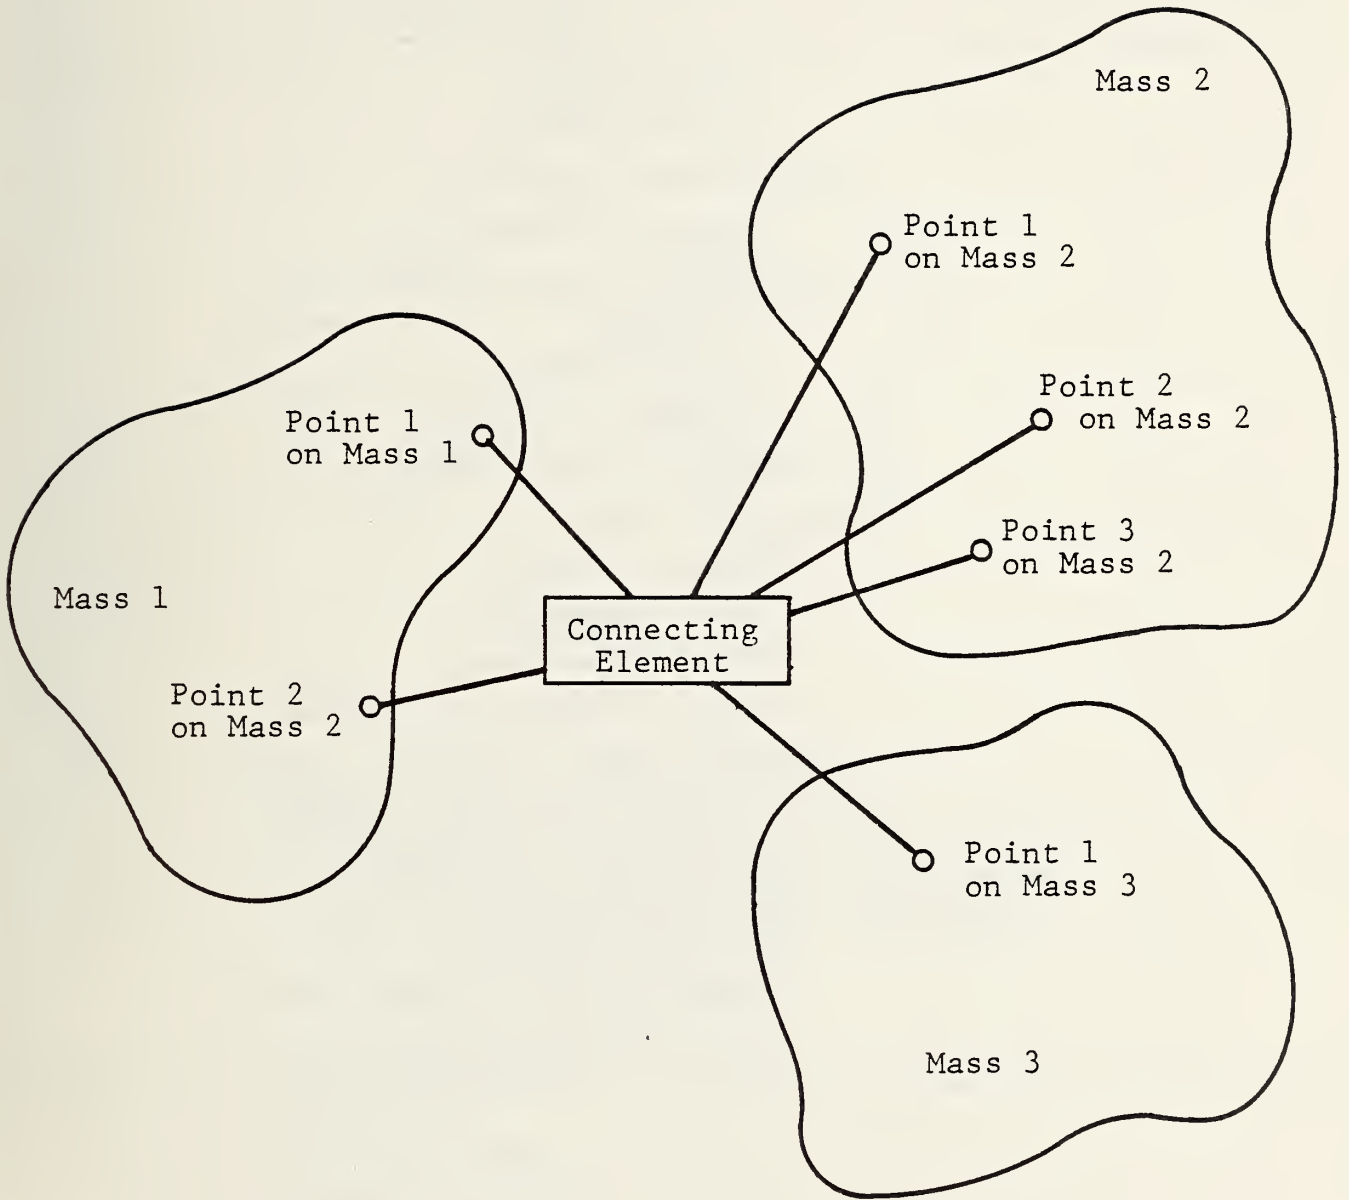 Mass 2
Point 1
on Mass 2
Point 2
on Mass 2
Point 1
on Mass 1
Point 3
on Mass 2
Mass 1
Connecting
Element
Point 2
on Mass 2
Point 1
on Mass 3
Mass 3